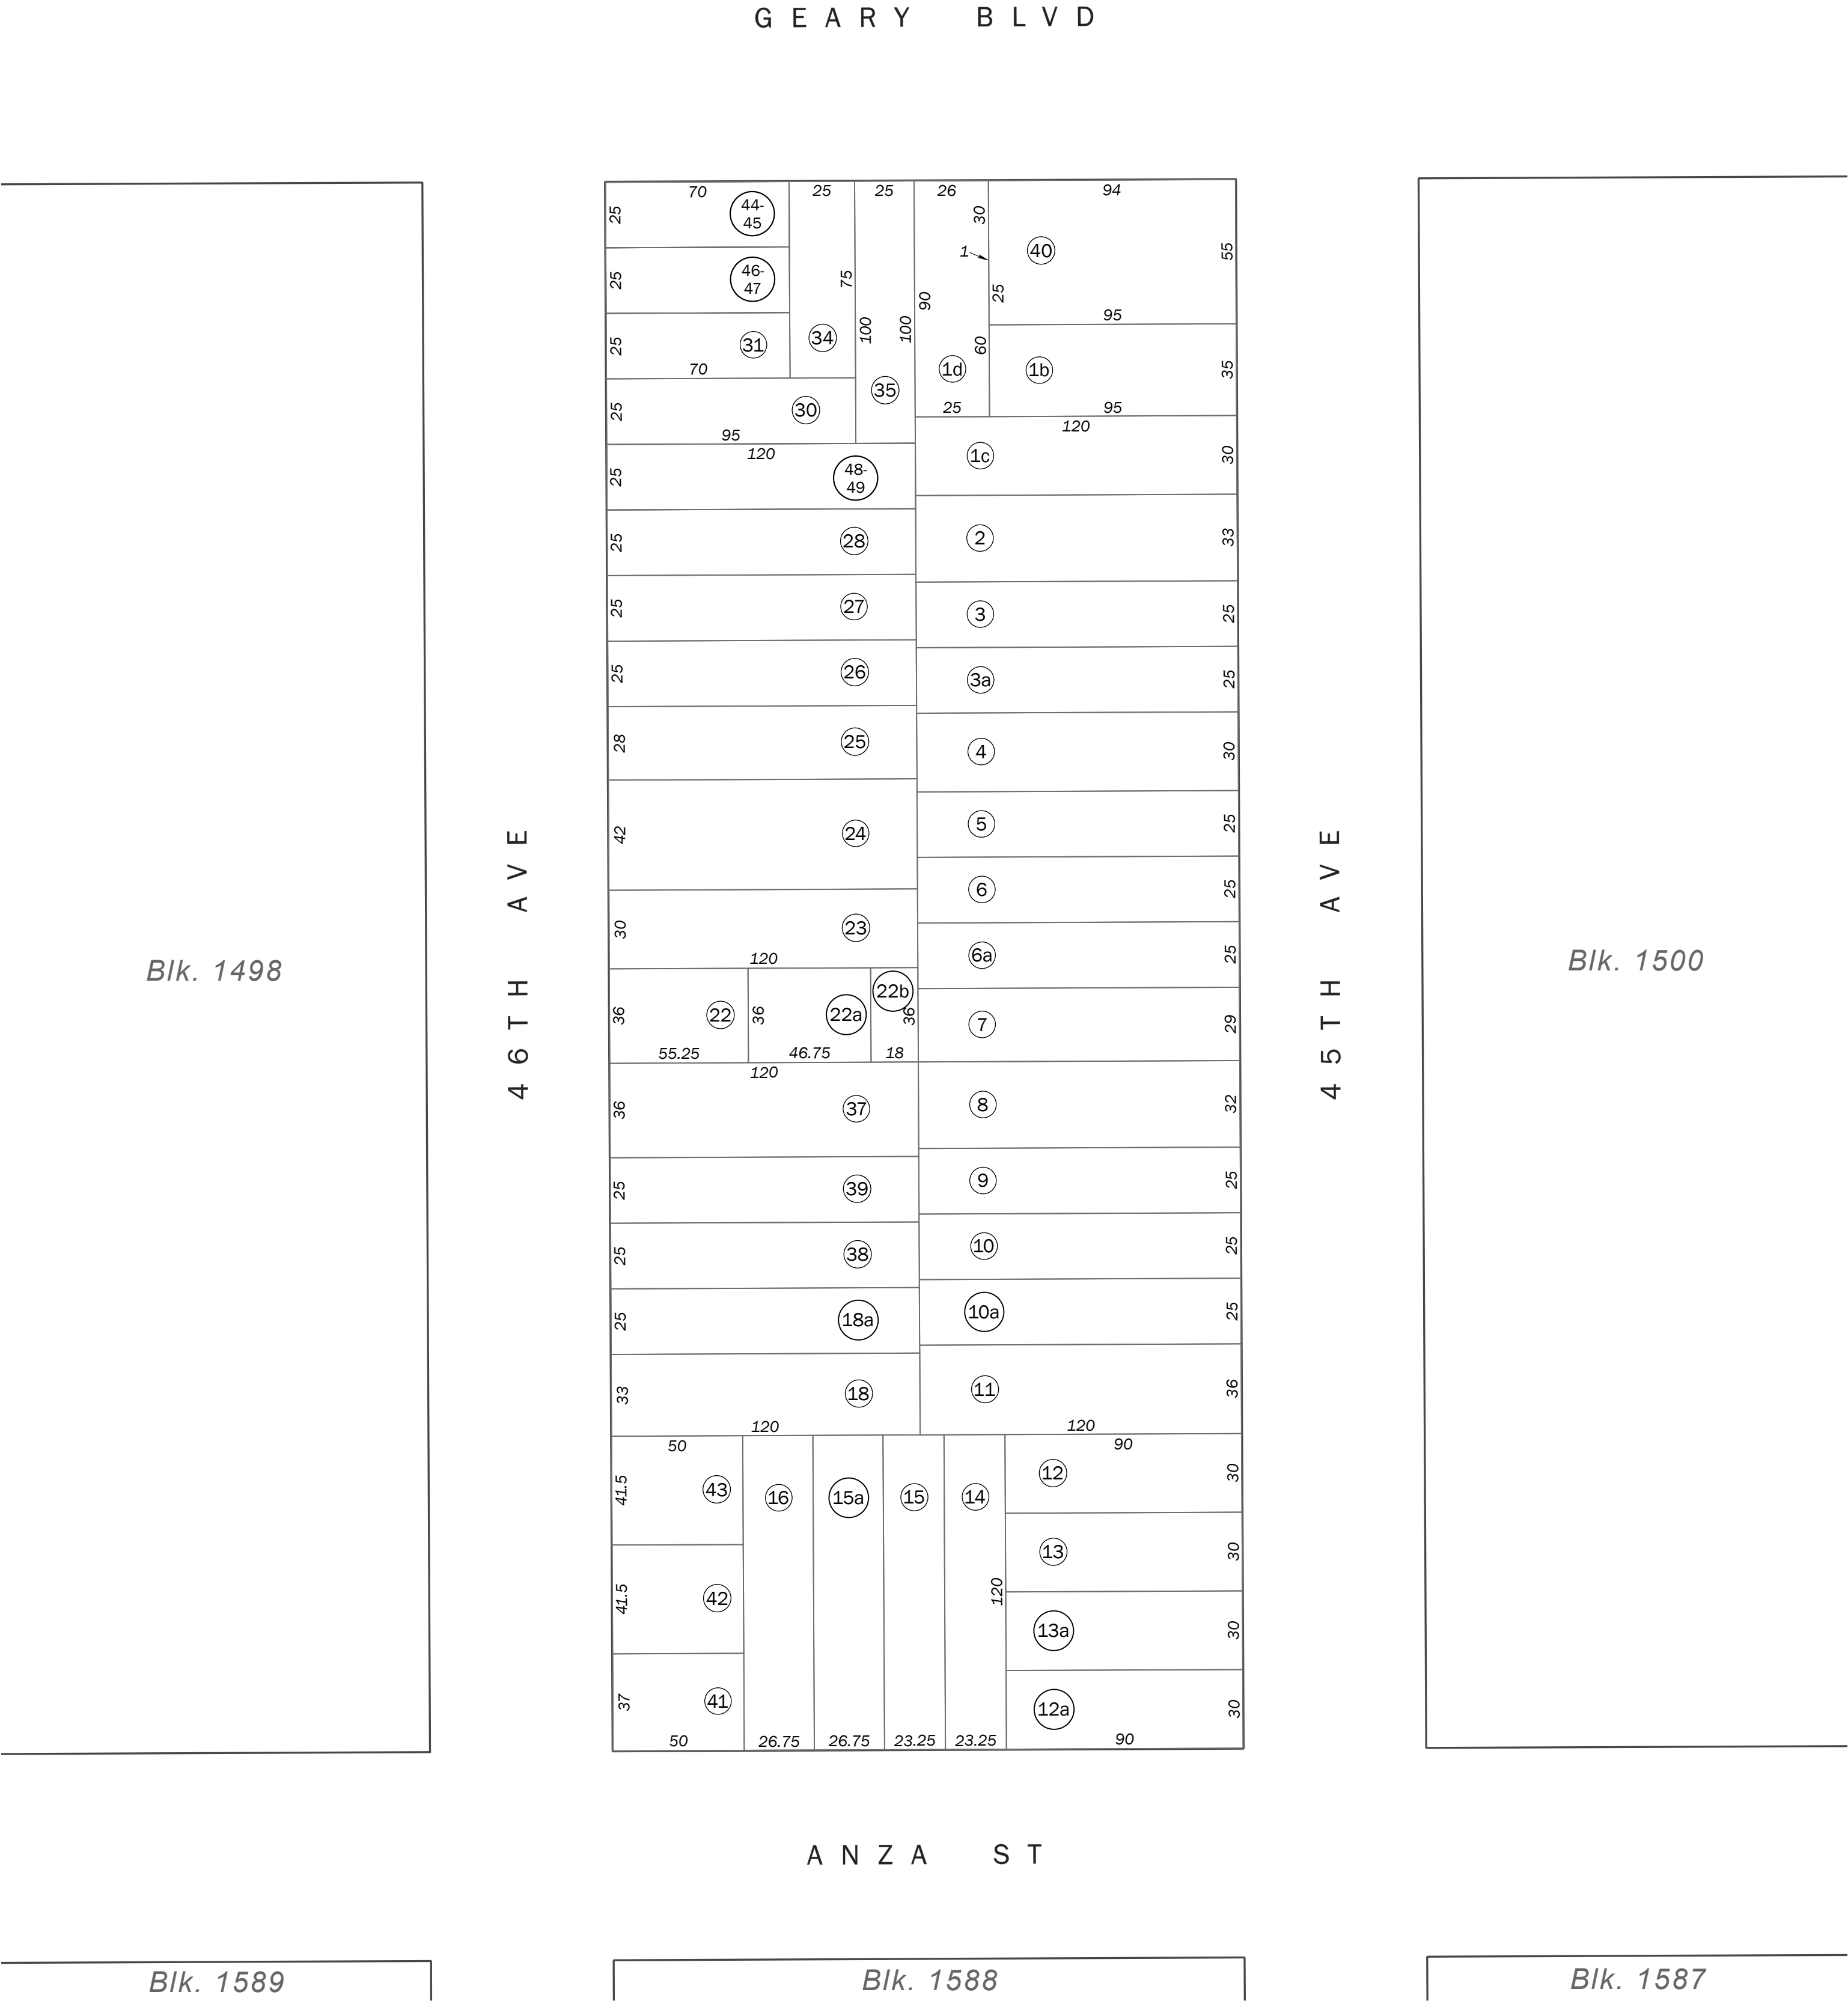 GEARY BLVD
70 25 25 26 94
25 44-
45 30
1 40 55
25 46-
47 75 25
90 95
25 31 34 100 100 60
70 35 1d 1b 35
25 30 25 95
95 120
120
25 48-
49 1c 30
25 28 2 33
25 27 3 25
25 26 3a 25
28 25 4 30
42 24 5 25
6 25
30 23 6a 25
120
36 22 36 22a 22b 36 7 29
55.25 46.75 18
120
36 37 8 32
25 39 9 25
25 38 10 25
25 18a 10a 25
33 18 11 36
120 120
50 90
41.5 43 16 15a 15 14 12 30
13 30
41.5 42 120 13a 30
37 41 12a 30
50 26.75 26.75 23.25 23.25 90
46TH AVE
45TH AVE
Blk. 1498
Blk. 1500
ANZA ST
Blk. 1589
Blk. 1588
Blk. 1587